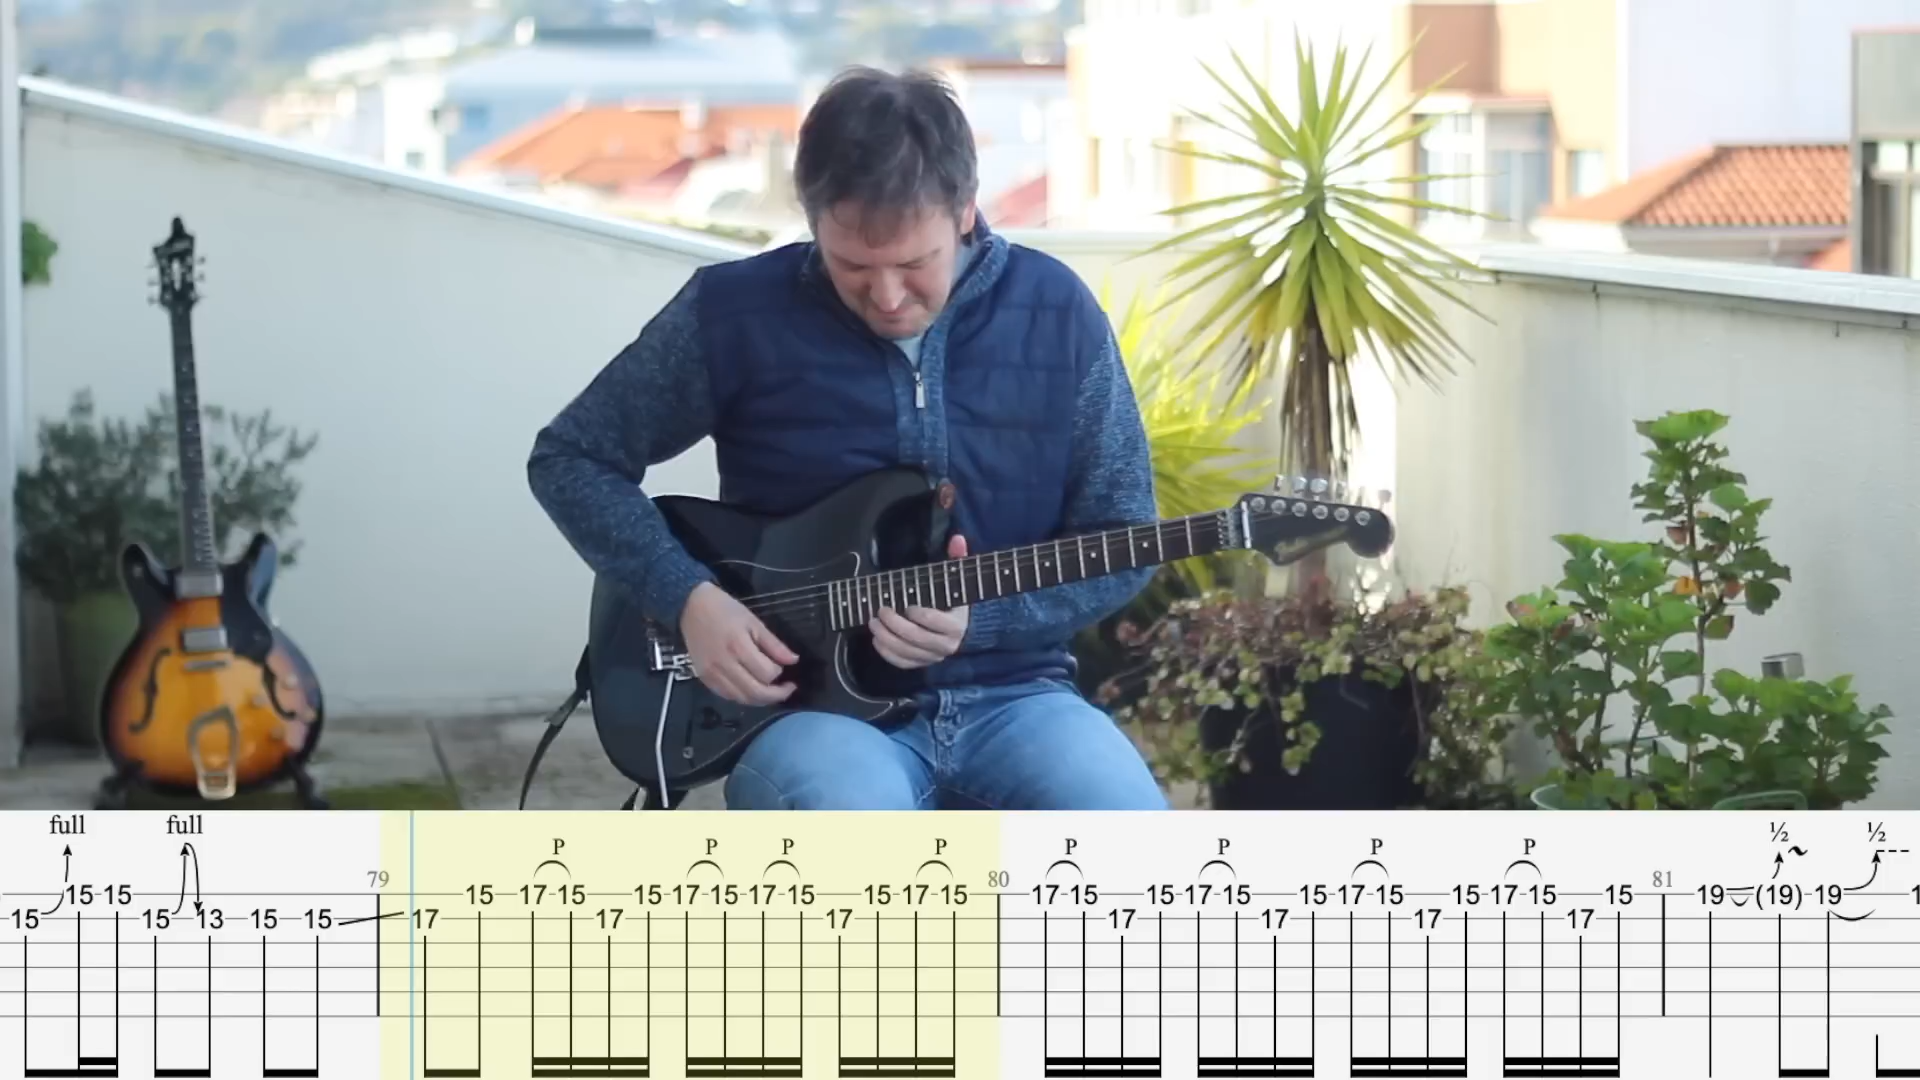 full full
P P P P P P P P ½ ½
79 80 81
15 15 15 17 15 17 15 15 17 15 17 15 15 17 15 17 15 15 17 15 15 17 15 15 17 15 15 19 (19) 19
15 15 13 15 15 17 17 17 17 17 17 17